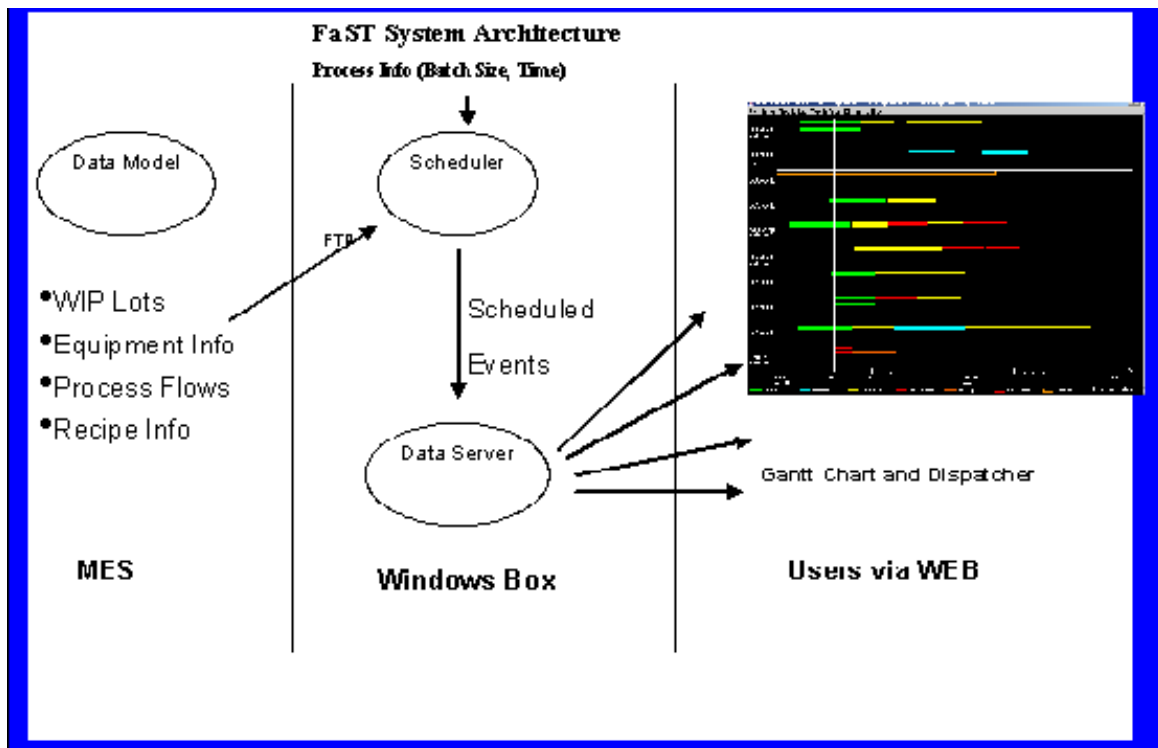 FaST System Architecture
Process Info (Batch Size, Time)
Data Model
Scheduler
FTP
•WIP Lots
•Equipment Info
•Process Flows
•Recipe Info
Scheduled
Events
Data Server
Gantt Chart and Dispatcher
MES
Windows Box
Users via WEB